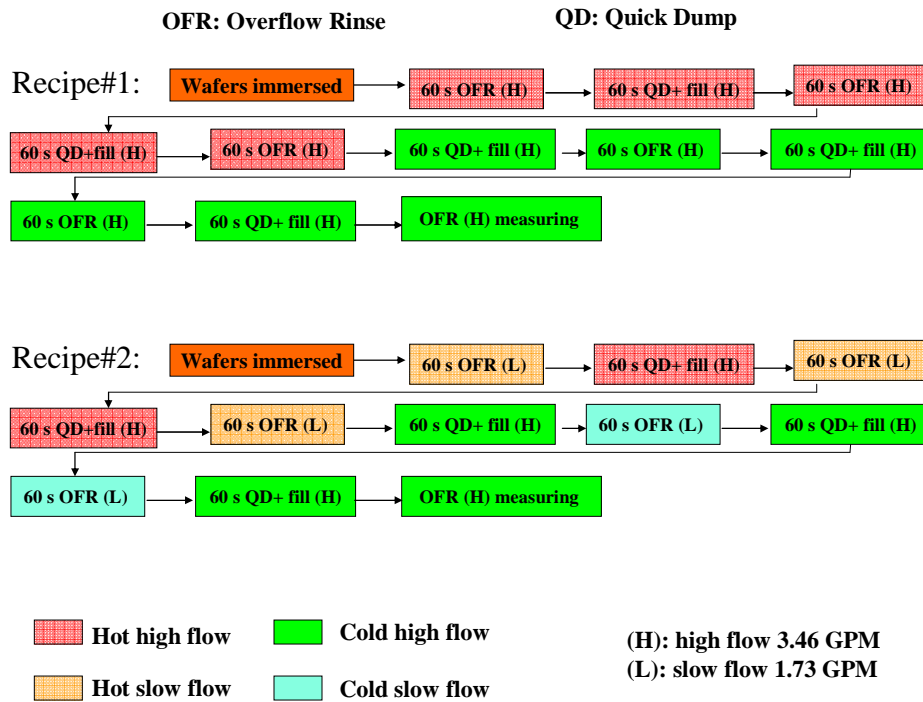 OFR: Overflow Rinse
QD: Quick Dump
Recipe#1:
Wafers immersed
60 s OFR (H)
60 s QD+ fill (H)
60 s OFR (H)
60 s QD+fill (H)
60 s OFR (H)
60 s QD+ fill (H)
60 s OFR (H)
60 s QD+ fill (H)
60 s OFR (H)
60 s QD+ fill (H)
OFR (H) measuring
Recipe#2:
Wafers immersed
60 s OFR (L)
60 s QD+ fill (H)
60 s OFR (L)
60 s QD+fill (H)
60 s OFR (L)
60 s QD+ fill (H)
60 s OFR (L)
60 s QD+ fill (H)
60 s OFR (L)
60 s QD+ fill (H)
OFR (H) measuring
Hot high flow
Cold high flow
(H): high flow 3.46 GPM
(L): slow flow 1.73 GPM
Hot slow flow
Cold slow flow